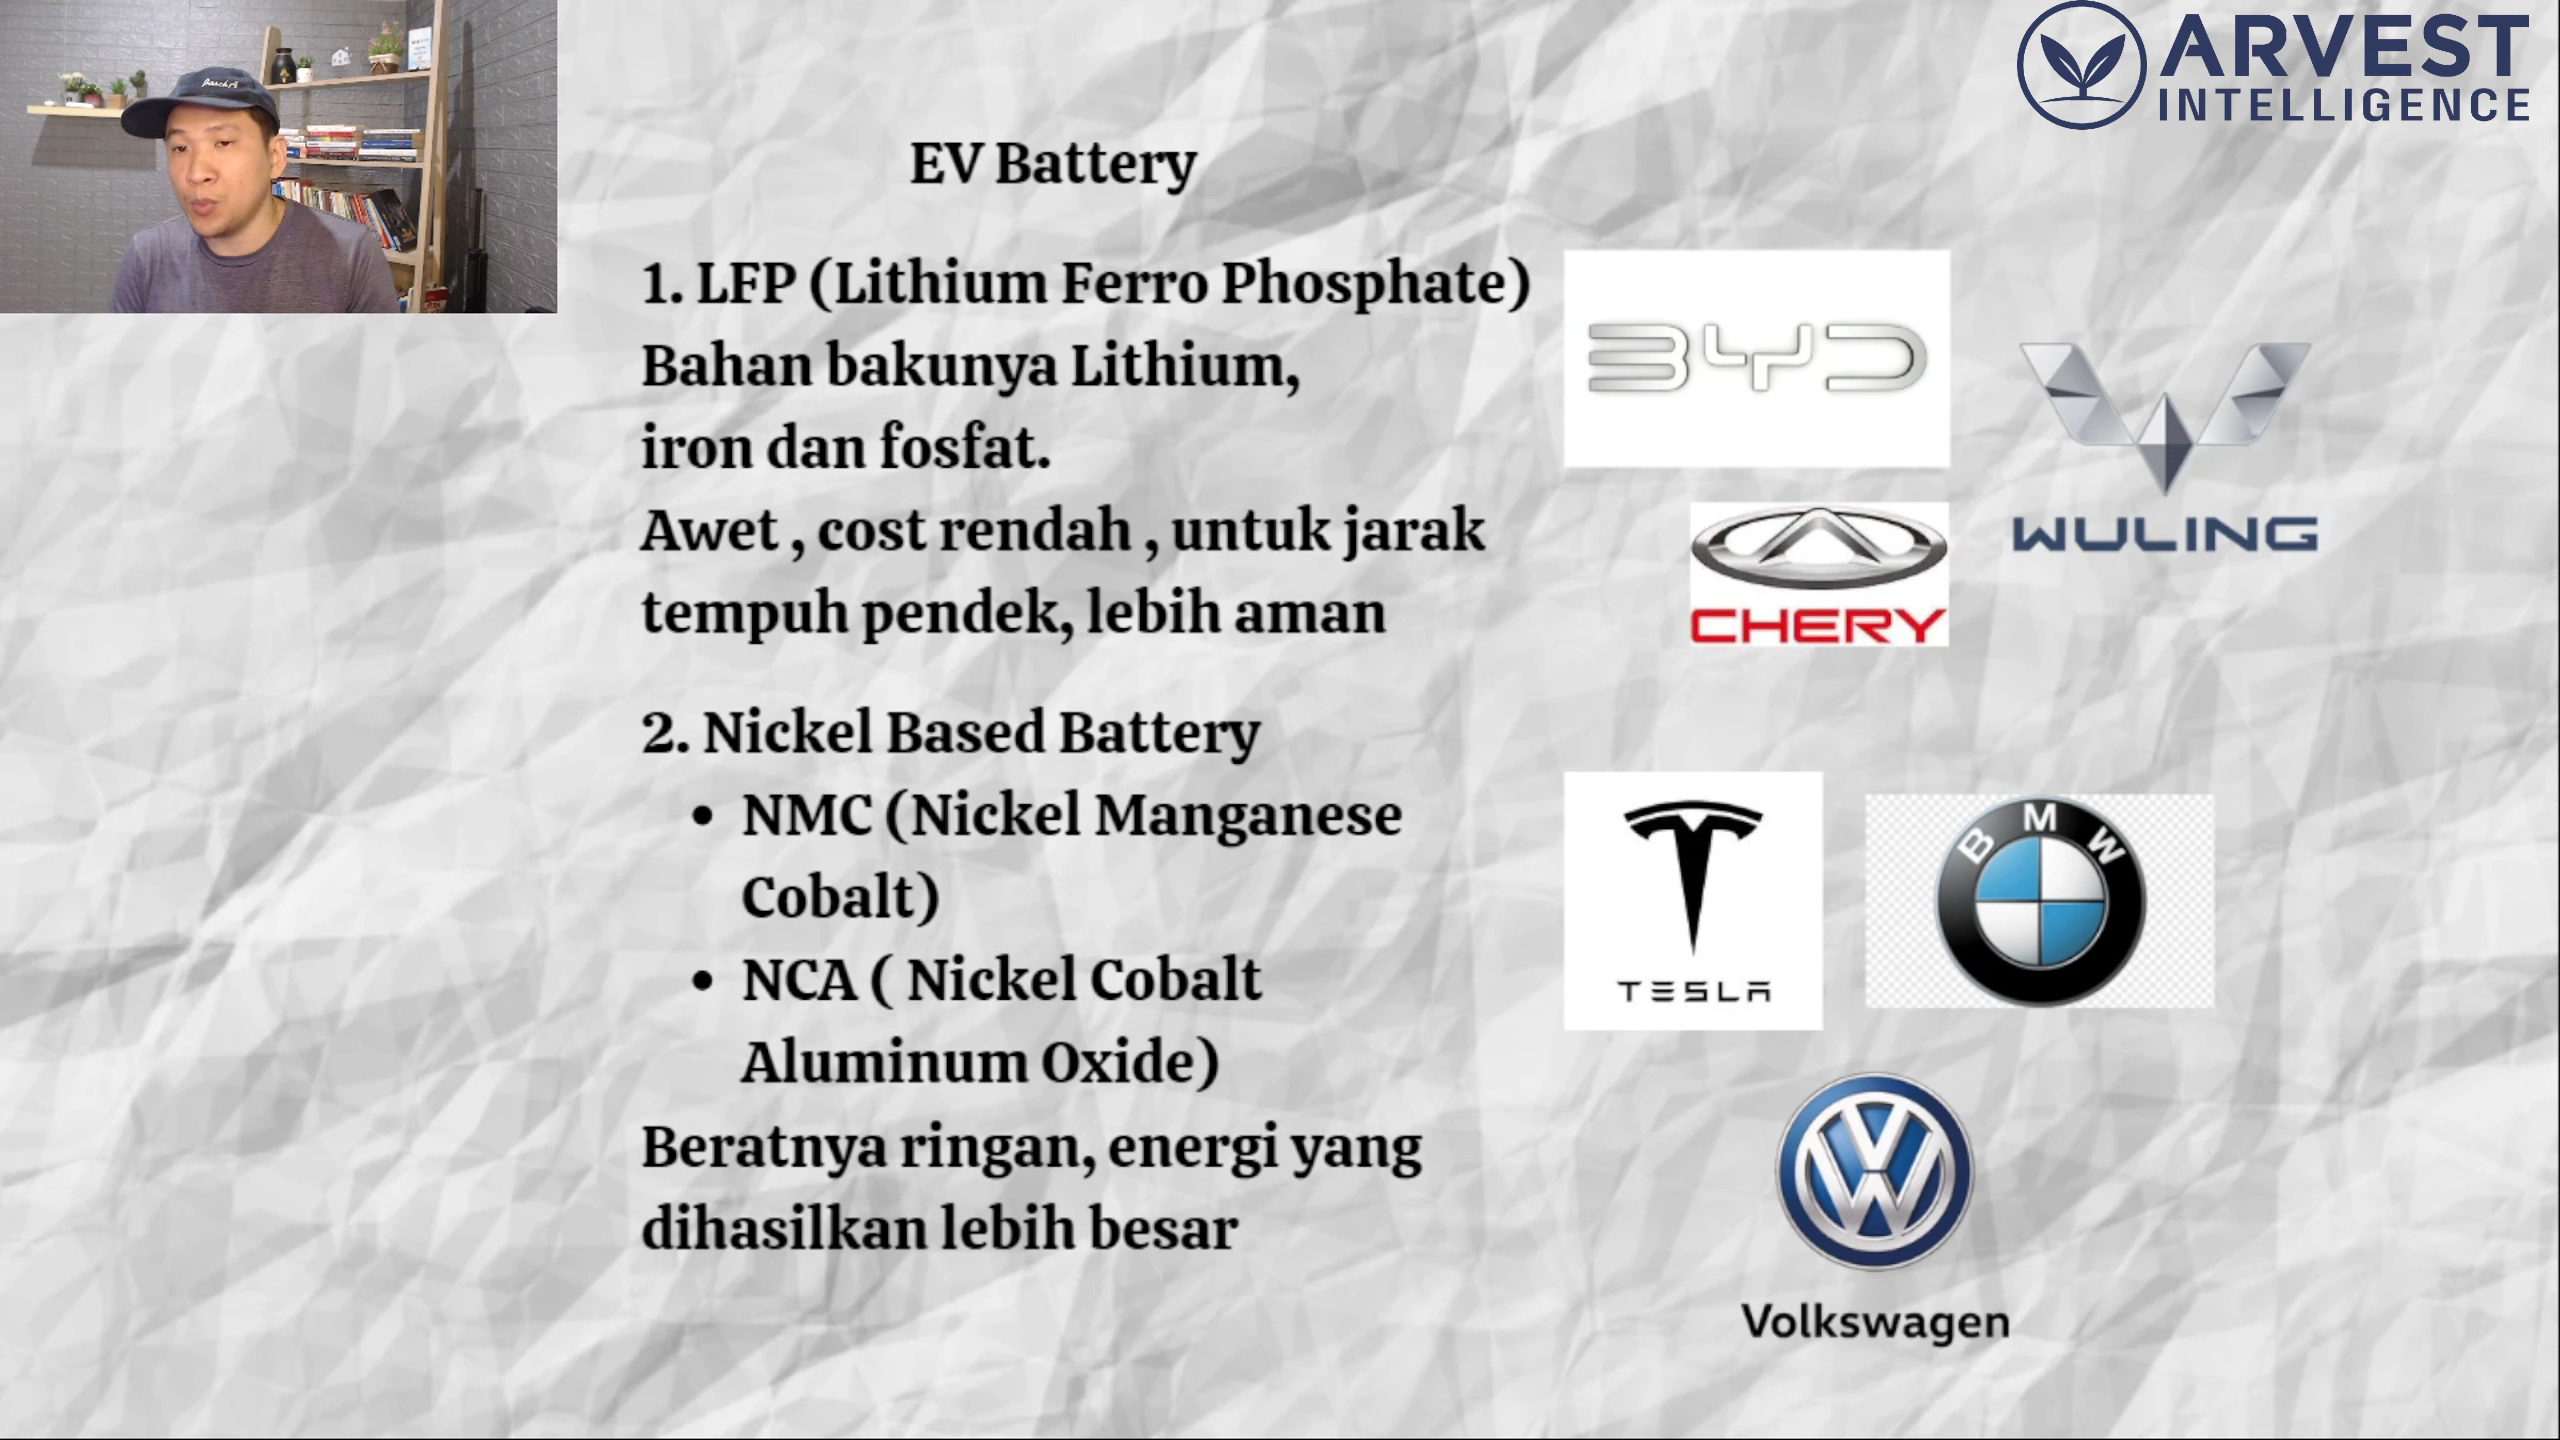 ARVEST
INTELLIGENCE
EV Battery
1. LFP (Lithium Ferro Phosphate)
Bahan bakunya Lithium,
iron dan fosfat.
Awet , cost rendah , untuk jarak
tempuh pendek, lebih aman
BYD
WULING
CHERY
2. Nickel Based Battery
• NMC (Nickel Manganese
Cobalt)
• NCA ( Nickel Cobalt
Aluminum Oxide)
Beratnya ringan, energi yang
dihasilkan lebih besar
TESLA
BMW
Volkswagen